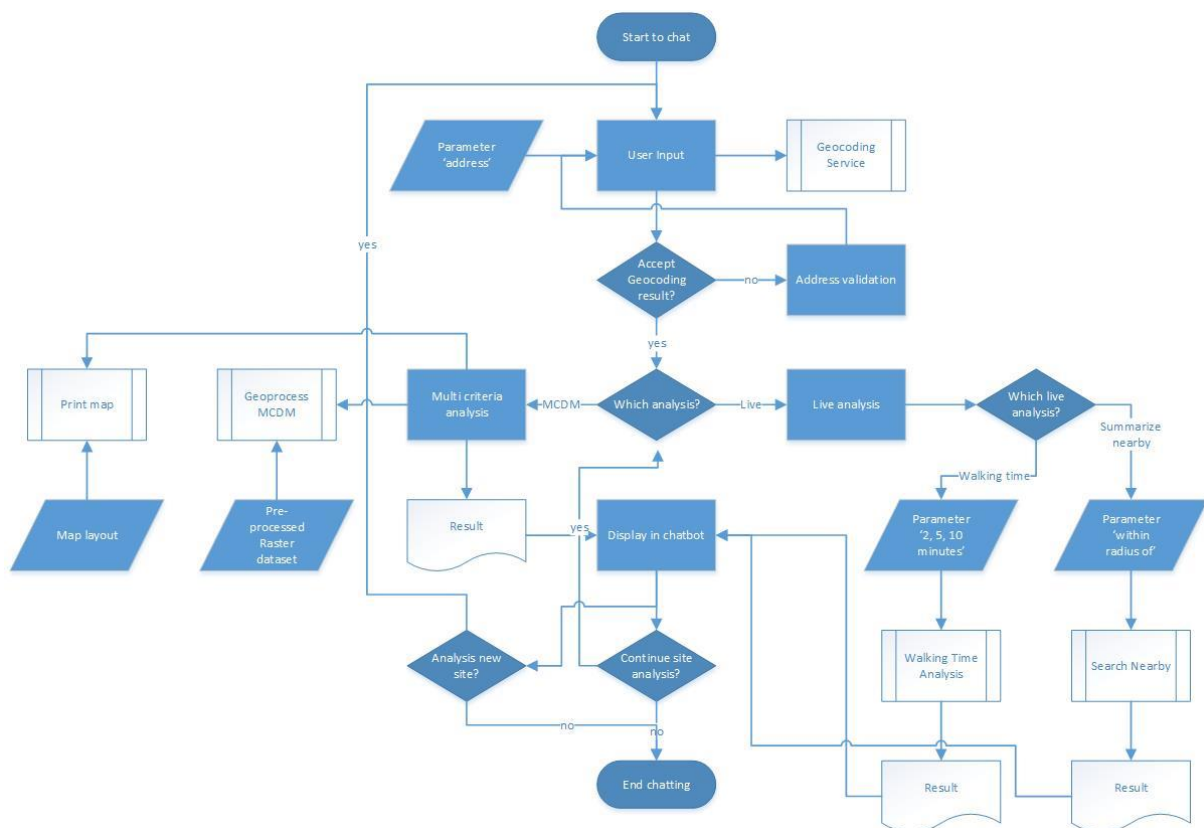 Start to chat
Parameter
‘address’
User Input
Geocoding
Service
yes
Accept
Geocoding
result?
no
Address validation
yes
Print map
Geoprocess
MCDM
Multi criteria
analysis
MCDM
Which analysis?
Live
Live analysis
Which live
analysis?
Summarize
nearby
Walking time
Map layout
Pre-
processed
Raster
dataset
Result
yes
Display in chatbot
Parameter
‘2, 5, 10
minutes’
Parameter
‘within
radius of’
Analysis new
site?
Continue site
analysis?
Walking Time
Analysis
Search Nearby
no
no
End chatting
Result
Result